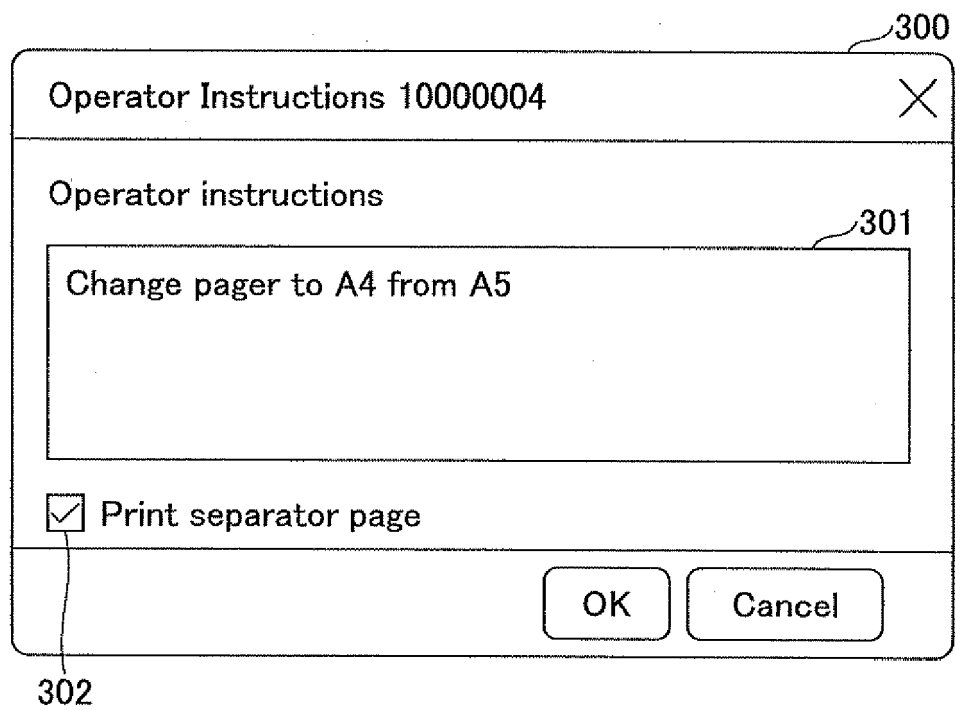 300
Operator Instructions 10000004
Operator instructions
301
Change pager to A4 from A5
Print separator page
OK Cancel
302